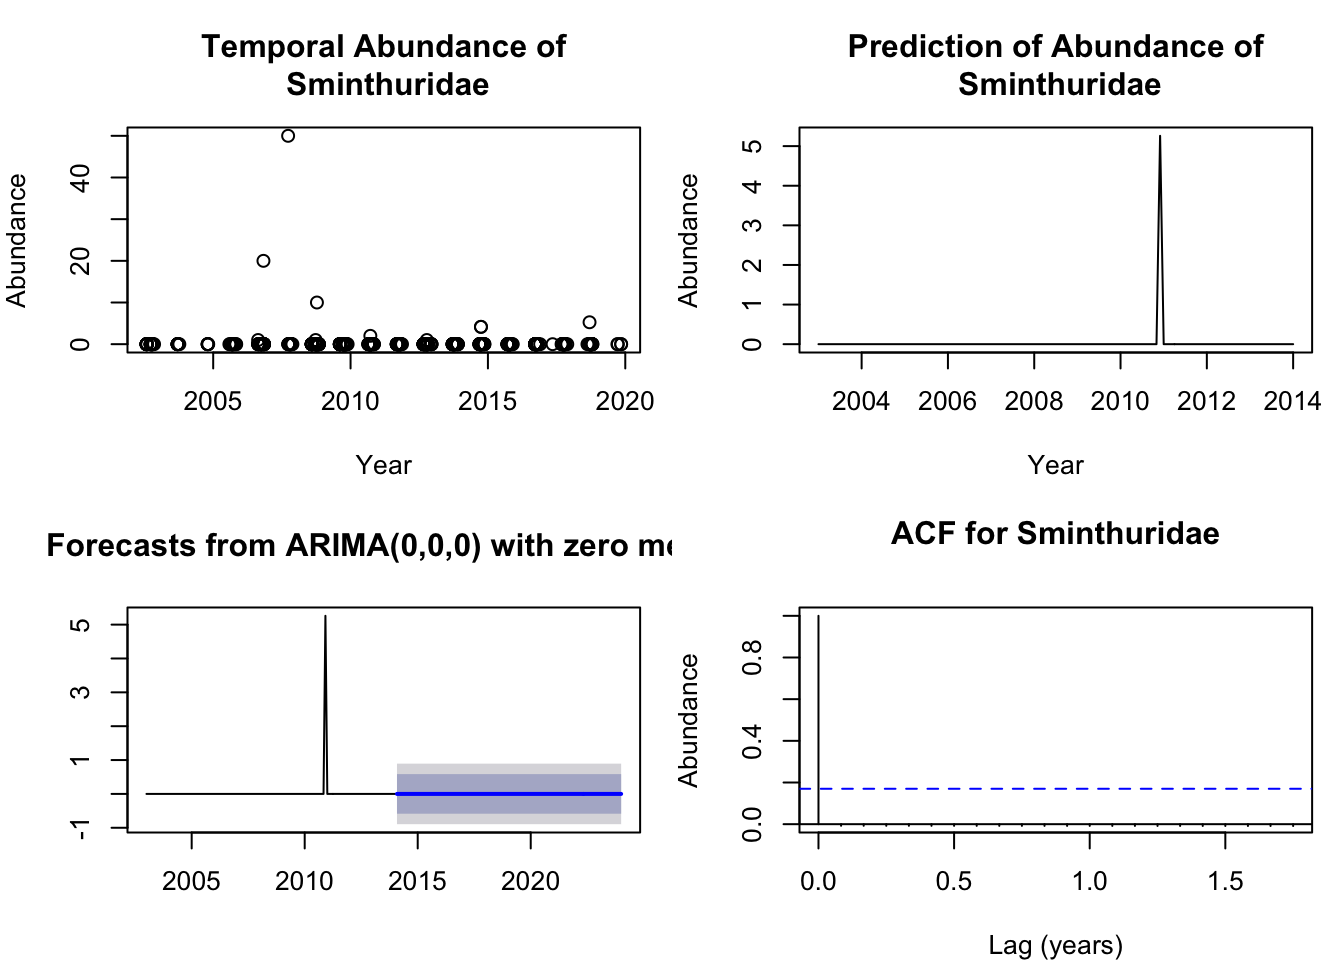 Temporal Abundance of
Sminthuridae
Abundance
0
20
40
2005
2010
2015
2020
Year
Prediction of Abundance of
Sminthuridae
Abundance
0
1
2
3
4
5
2004
2006
2008
2010
2012
2014
Year
Forecasts from ARIMA(0,0,0) with zero me
-1
1
3
5
2005
2010
2015
2020
ACF for Sminthuridae
Abundance
0.0
0.4
0.8
0.0
0.5
1.0
1.5
Lag (years)